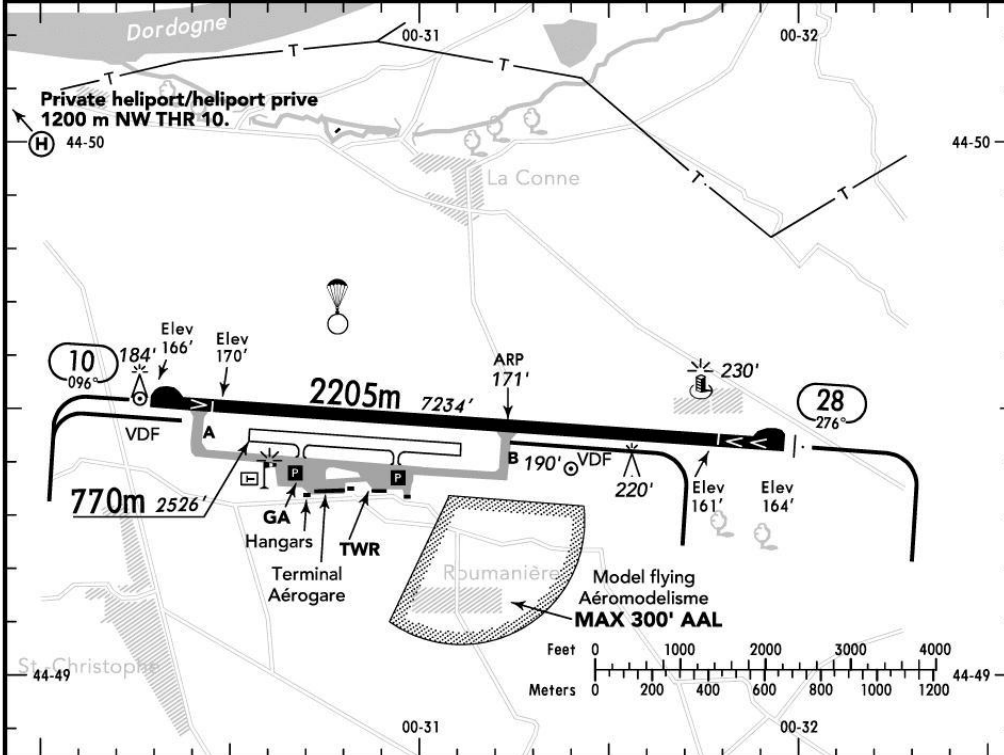 Dordogne
00-31
00-32
T
T
T
Private heliport/heliport prive
1200 m NW THR 10.
H
44-50
44-50
La Conne
T
T
10
096°
184'
Elev
166'
Elev
170'
2205m 7234'
ARP
171'
230'
28
276°
VDF
A
B
190'
VDF
220'
Elev
161'
Elev
164'
T
P
P
770m 2526'
GA
Hangars
TWR
Terminal
Aérogare
Roumanière
Model flying
Aéromodelisme
MAX 300' AAL
St-Christophe
44-49
Feet 0 1000 2000 3000 4000
Meters 0 200 400 600 800 1000 1200
44-49
00-31
00-32